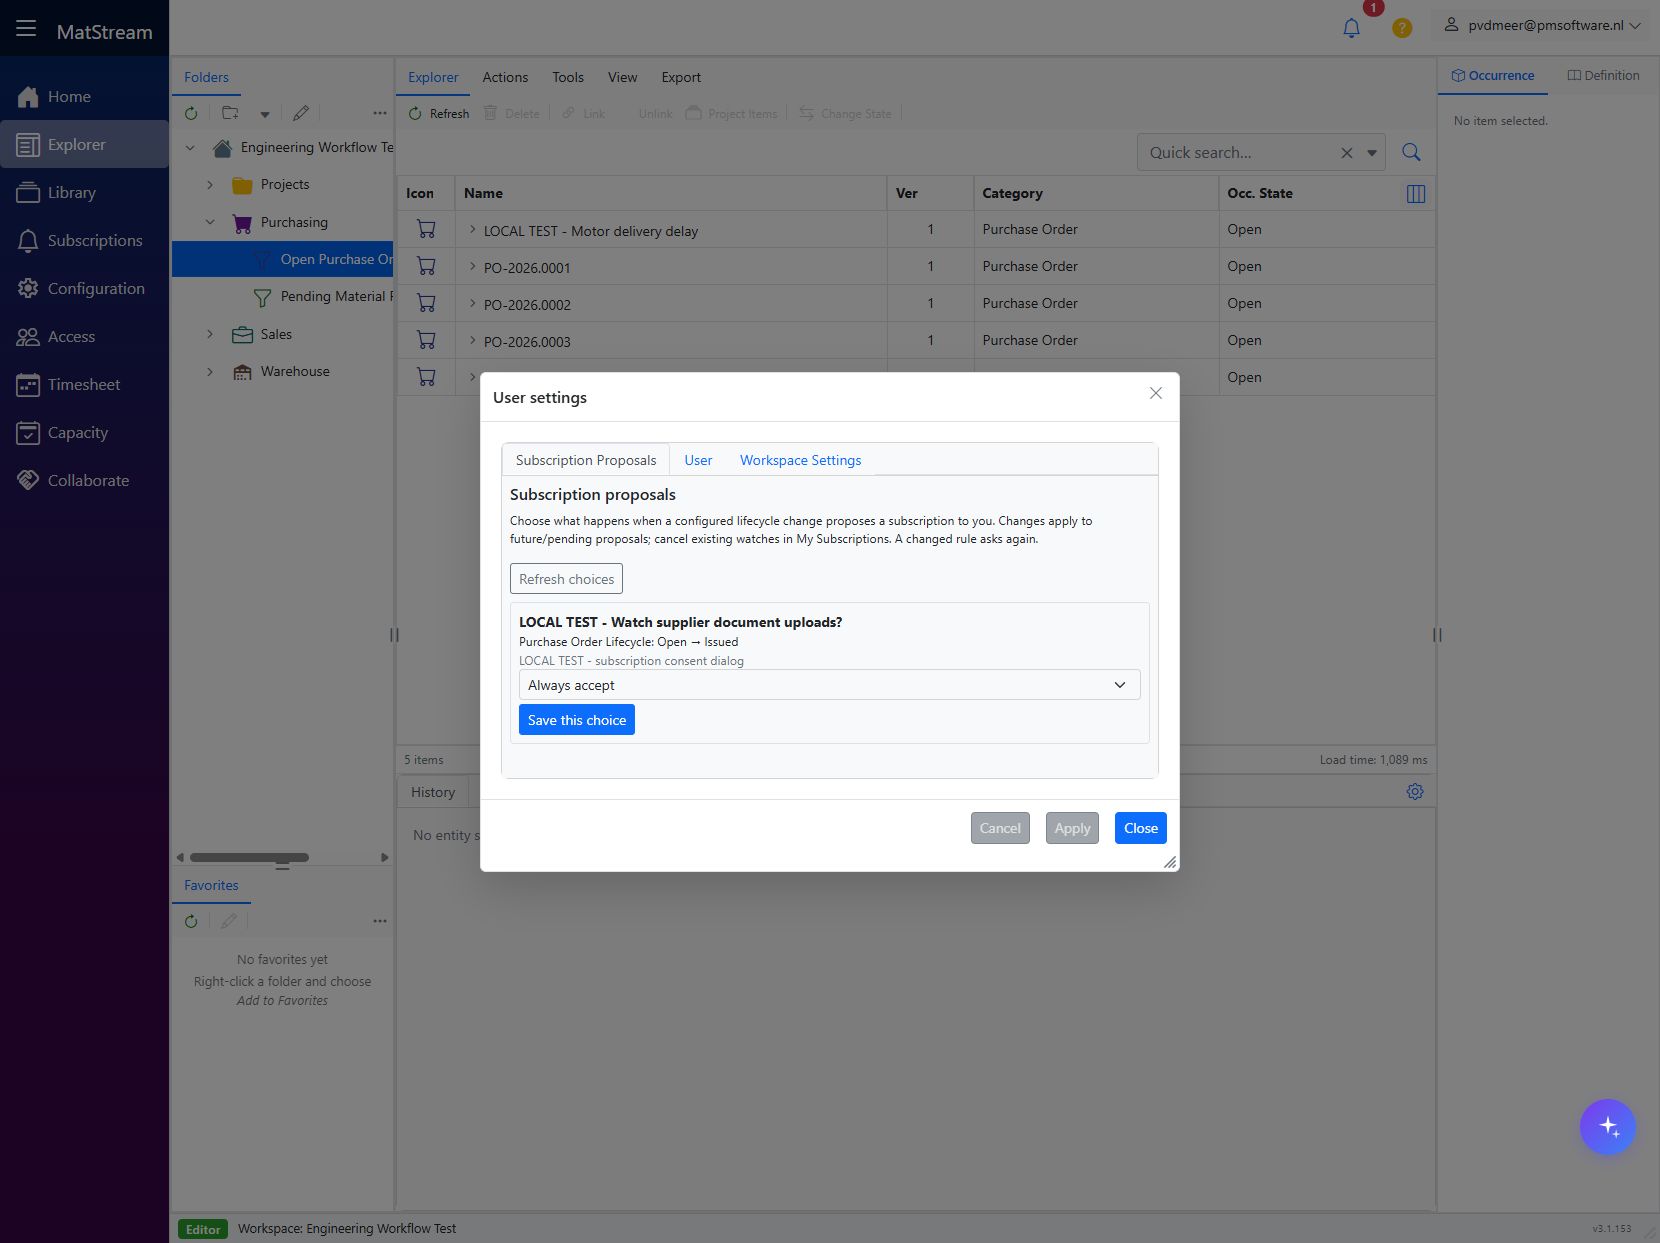 MatStream
1
?
pvdmeer@pmsoftware.nl
Home
Explorer
Library
Subscriptions
Configuration
Access
Timesheet
Capacity
Collaborate
Folders
Engineering Workflow Te
Projects
Purchasing
Open Purchase Or
Pending Material
Sales
Warehouse
Favorites
No favorites yet
Right-click a folder and choose
Add to Favorites
Explorer Actions Tools View Export
Refresh Delete Link Unlink Project Items Change State
Quick search...
Icon Name Ver Category Occ. State
LOCAL TEST - Motor delivery delay 1 Purchase Order Open
PO-2026.0001 1 Purchase Order Open
PO-2026.0002 1 Purchase Order Open
PO-2026.0003 1 Purchase Order Open
Open
5 items
Load time: 1,089 ms
History
No entity s
Occurrence Definition
No item selected.
User settings
Subscription Proposals User Workspace Settings
Subscription proposals
Choose what happens when a configured lifecycle change proposes a subscription to you. Changes apply to
future/pending proposals; cancel existing watches in My Subscriptions. A changed rule asks again.
Refresh choices
LOCAL TEST - Watch supplier document uploads?
Purchase Order Lifecycle: Open → Issued
LOCAL TEST - subscription consent dialog
Always accept
Save this choice
Cancel Apply Close
Editor Workspace: Engineering Workflow Test
v3.1.153